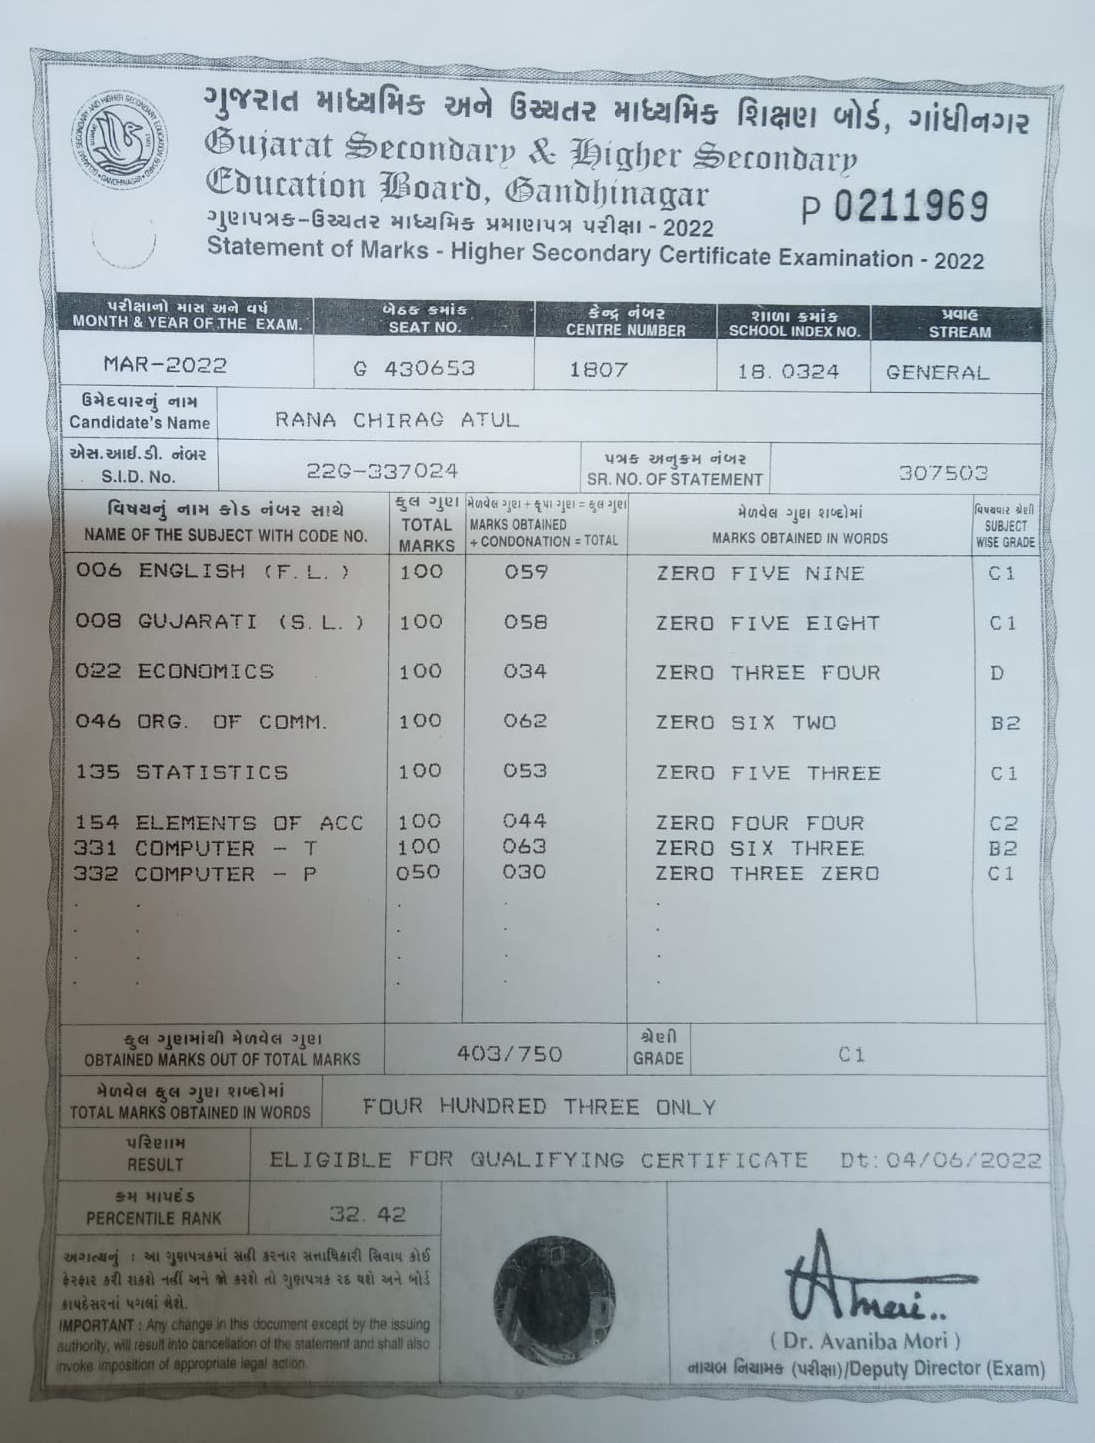 ગુજરાત માધ્યમિક અને ઉચ્ચતર માધ્યમિક શિક્ષણ બોર્ડ, ગાંધીનગર
Gujarat Secondary & Higher Secondary
Education Board, Gandhinagar
P 0211969
ગુણપત્રક-ઉચ્ચતર માધ્યમિક પ્રમાણપત્ર પરીક્ષા - 2022
Statement of Marks - Higher Secondary Certificate Examination - 2022
પરીક્ષાનો માસ અને વર્ષ બેઠક ક્રમાંક કેન્દ્ર નંબર શાળા ક્રમાંક પ્રવાહ
MONTH & YEAR OF THE EXAM. SEAT NO. CENTRE NUMBER SCHOOL INDEX NO. STREAM
MAR-2022 G 430653 1807 18. 0324 GENERAL
ઉમેદવારનું નામ
Candidate's Name RANA CHIRAG ATUL
એસ.આઈ.ડી. નંબર પત્રક અનુક્રમ નંબર
S.I.D. No. 22G-337024 SR. NO. OF STATEMENT 307503
વિષયનું નામ કોડ નંબર સાથે કુલ ગુણ મેળવેલ ગુણ + કૃપા ગુણ = કુલ ગુણ મેળવેલ ગુણ શબ્દોમાં વિષયવાર શ્રેણી
NAME OF THE SUBJECT WITH CODE NO. TOTAL MARKS MARKS OBTAINED + CONDONATION = TOTAL MARKS OBTAINED IN WORDS SUBJECT WISE GRADE
006 ENGLISH (F. L. ) 100 059 ZERO FIVE NINE C1
008 GUJARATI (S. L. ) 100 058 ZERO FIVE EIGHT C1
022 ECONOMICS 100 034 ZERO THREE FOUR D
046 ORG. OF COMM. 100 062 ZERO SIX TWO B2
135 STATISTICS 100 053 ZERO FIVE THREE C1
154 ELEMENTS OF ACC 100 044 ZERO FOUR FOUR C2
331 COMPUTER - T 100 063 ZERO SIX THREE B2
332 COMPUTER - P 050 030 ZERO THREE ZERO C1
કુલ ગુણમાંથી મેળવેલ ગુણ શ્રેણી
OBTAINED MARKS OUT OF TOTAL MARKS 403/750 GRADE C1
મેળવેલ કુલ ગુણ શબ્દોમાં
TOTAL MARKS OBTAINED IN WORDS FOUR HUNDRED THREE ONLY
પરિણામ
RESULT ELIGIBLE FOR QUALIFYING CERTIFICATE Dt:04/06/2022
ક્રમ માપદંડ
PERCENTILE RANK 32. 42
અગત્યનું : આ ગુણપત્રકમાં સહી કરનાર સત્તાધિકારી સિવાય કોઈ
ફેરફાર કરી શકશે નહીં અને જો કરશે તો ગુણપત્રક રદ થશે અને બોર્ડ
કાયદેસરનાં પગલાં લેશે.
IMPORTANT : Any change in this document except by the issuing
authority, will result into cancellation of the statement and shall also
invoke imposition of appropriate legal action.
( Dr. Avaniba Mori )
નાયબ નિયામક (પરીક્ષા)/Deputy Director (Exam)